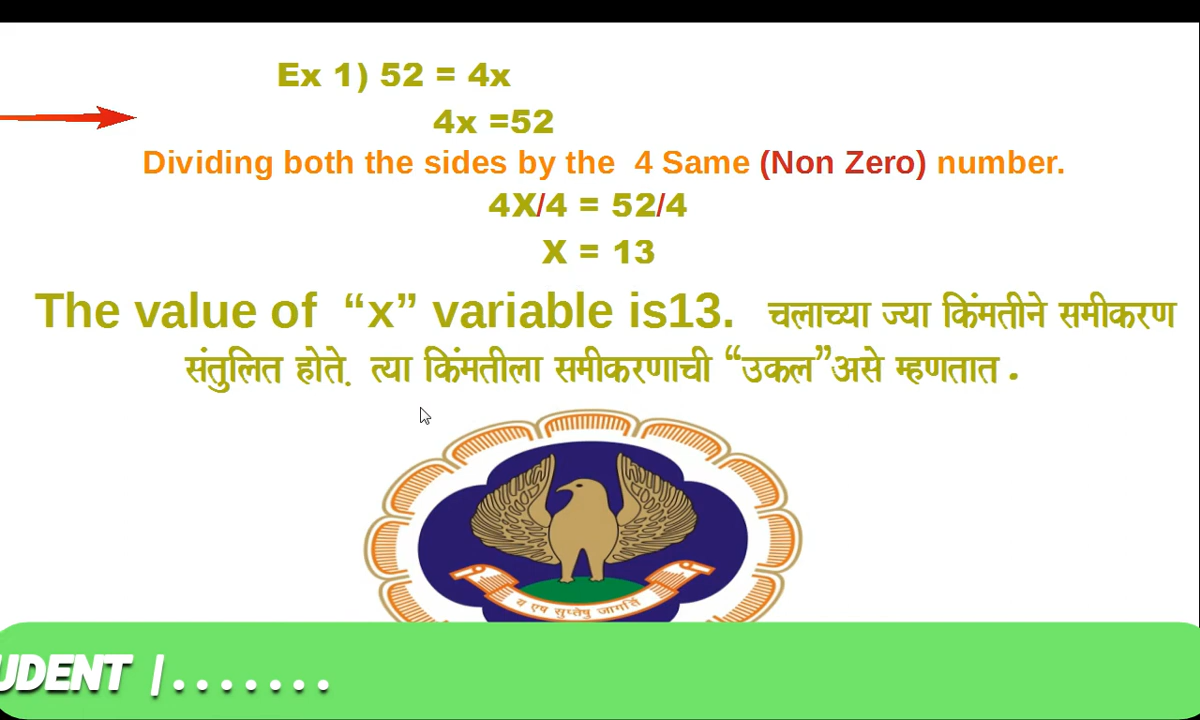 Ex 1) 52 = 4x
4x =52
Dividing both the sides by the 4 Same (Non Zero) number.
4X/4 = 52/4
X = 13
The value of “x” variable is13. चलाच्या ज्या किंमतीने समीकरण
संतुलित होते. त्या किंमतीला समीकरणाची “उकल”असे म्हणतात .
य एष सुप्तेषु जागर्ति
UDENT |.......